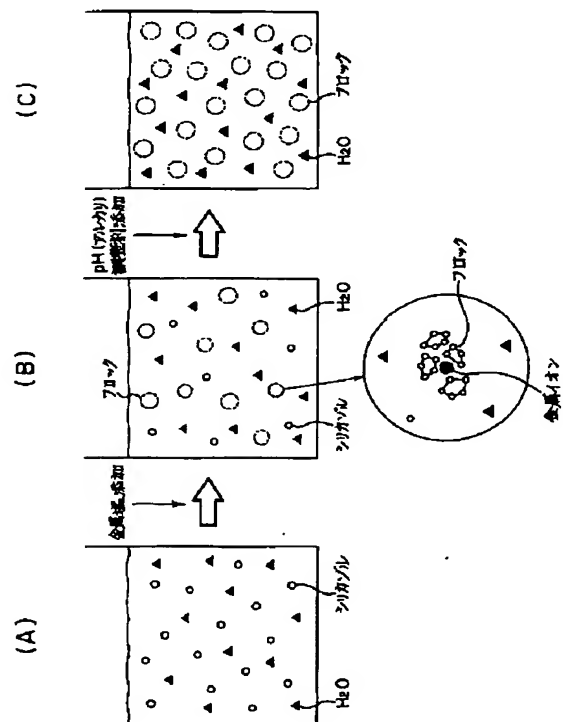 (A)
H₂O
シリカゾル
金属塩添加
(B)
フロック
シリカゾル
H₂O
フロック
金属イオン
pH(アルカリ)
調整剤添加
(C)
H₂O
フロック